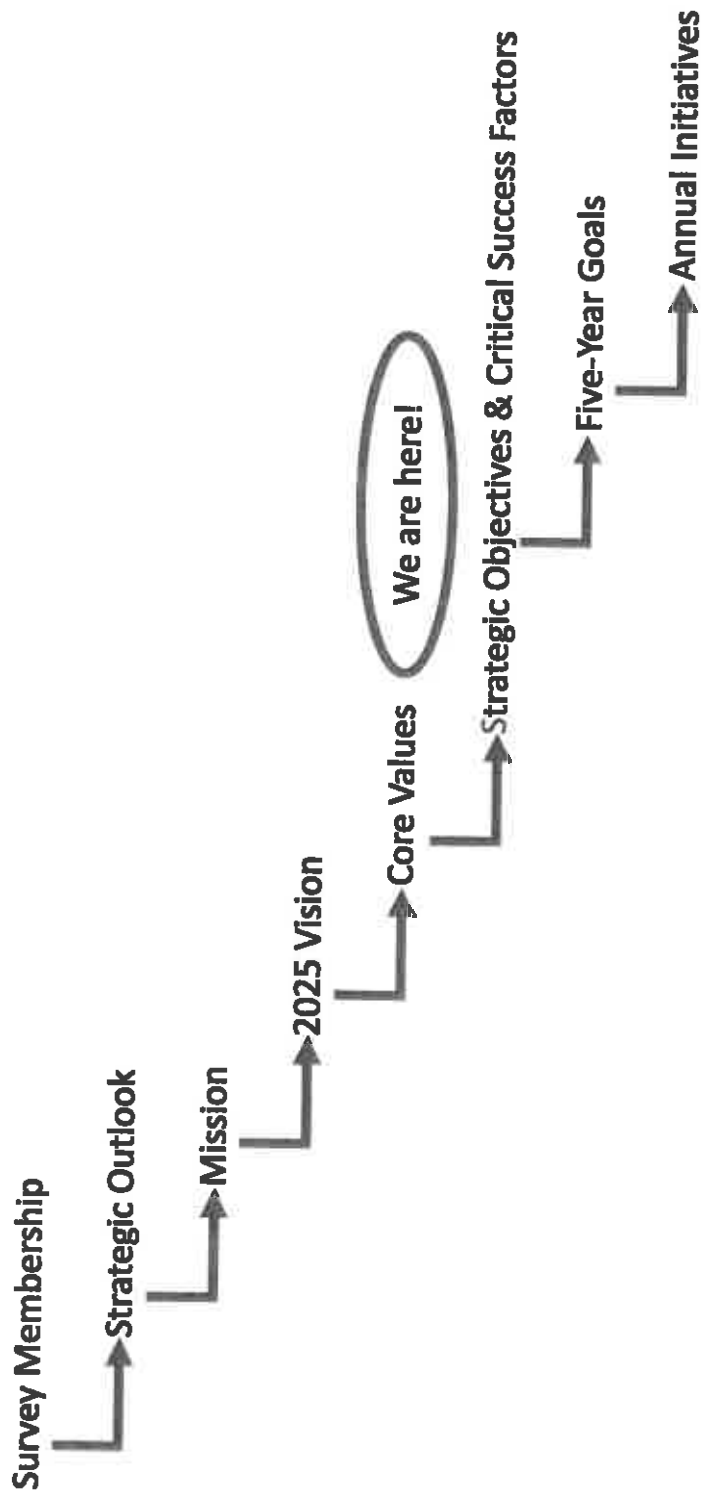 Survey Membership
Strategic Outlook
Mission
2025 Vision
Core Values
We are here!
Strategic Objectives & Critical Success Factors
Five-Year Goals
Annual Initiatives